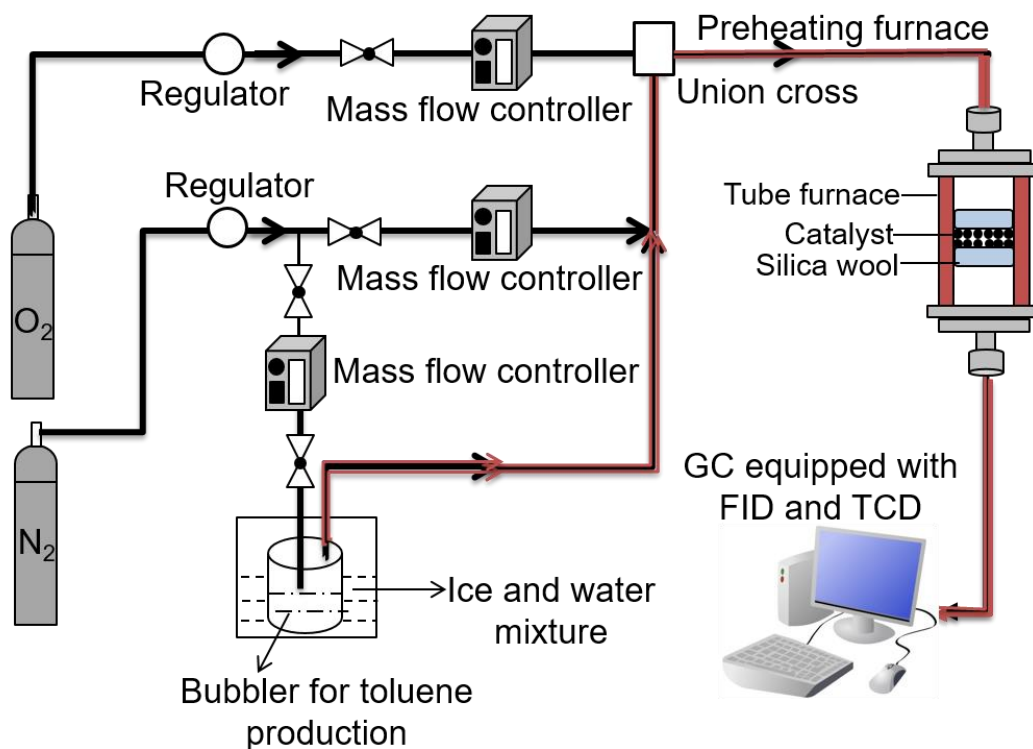 Preheating furnace
Regulator
Mass flow controller
Union cross
Regulator
Mass flow controller
Tube furnace
Catalyst
Silica wool
O2
Mass flow controller
GC equipped with
FID and TCD
N2
Ice and water
mixture
Bubbler for toluene
production